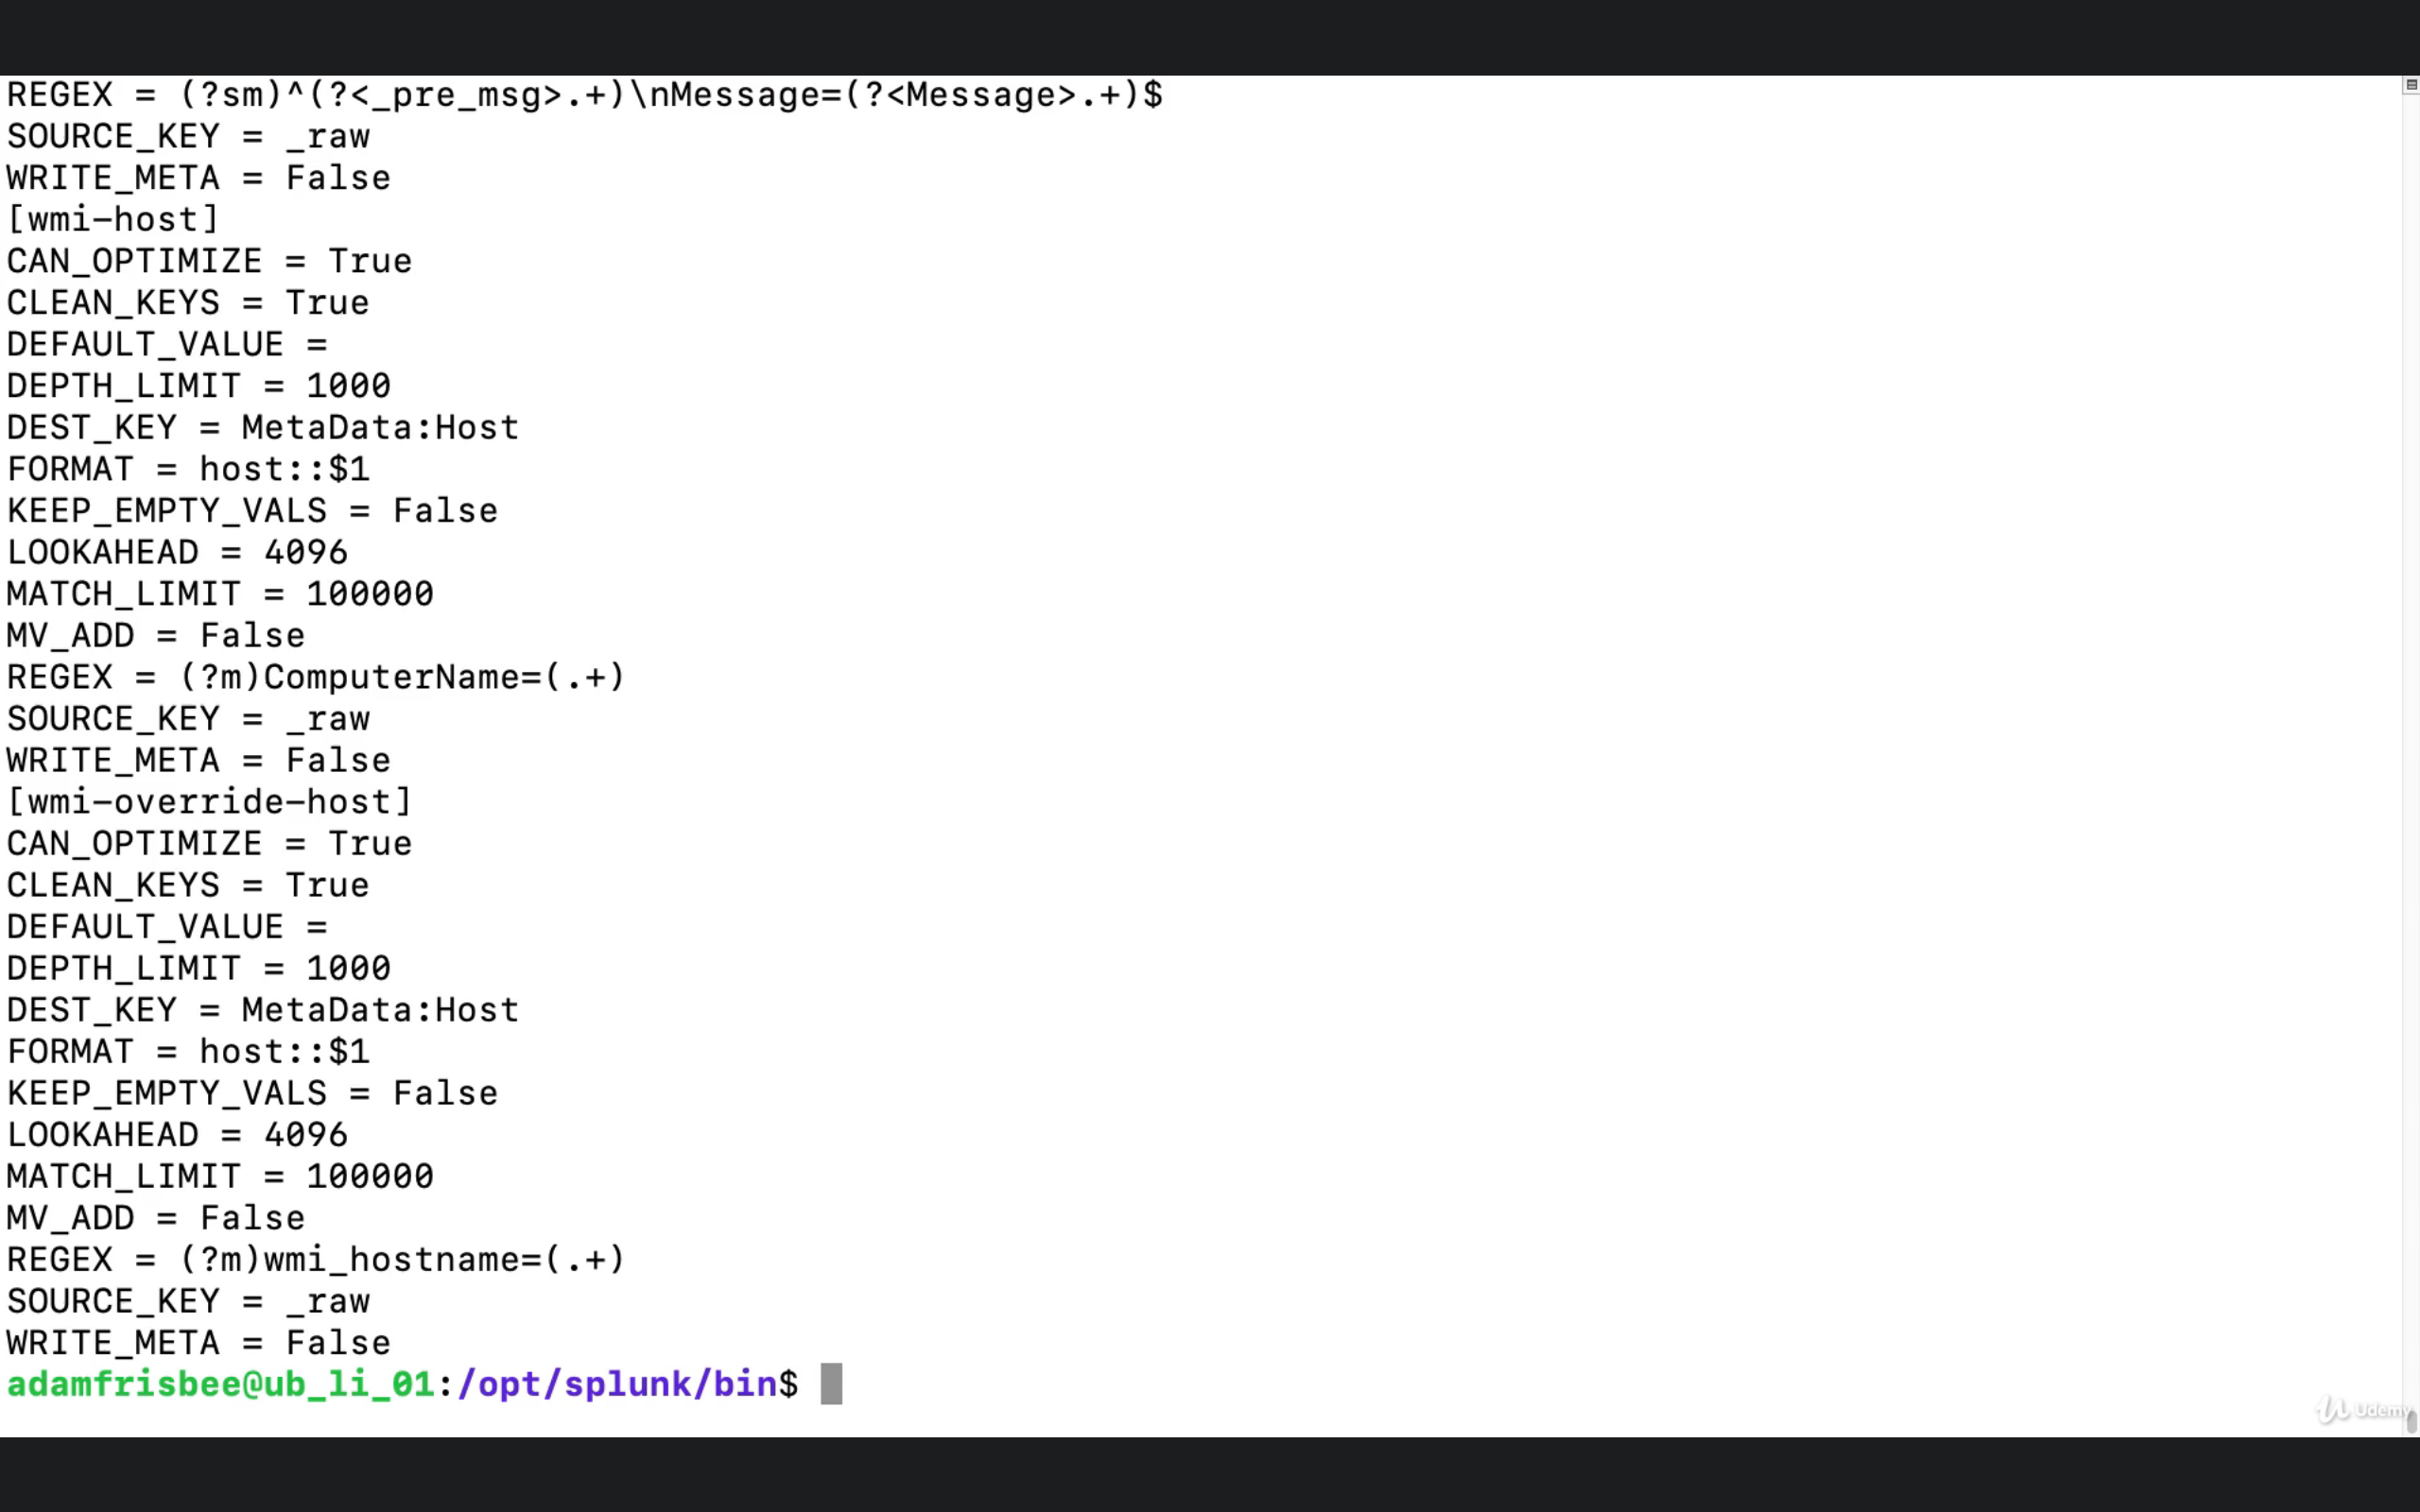 REGEX = (?sm)^(?<_pre_msg>.+)\nMessage=(?<Message>.+)$
SOURCE_KEY = _raw
WRITE_META = False
[wmi-host]
CAN_OPTIMIZE = True
CLEAN_KEYS = True
DEFAULT_VALUE =
DEPTH_LIMIT = 1000
DEST_KEY = MetaData:Host
FORMAT = host::$1
KEEP_EMPTY_VALS = False
LOOKAHEAD = 4096
MATCH_LIMIT = 100000
MV_ADD = False
REGEX = (?m)ComputerName=(.+)
SOURCE_KEY = _raw
WRITE_META = False
[wmi-override-host]
CAN_OPTIMIZE = True
CLEAN_KEYS = True
DEFAULT_VALUE =
DEPTH_LIMIT = 1000
DEST_KEY = MetaData:Host
FORMAT = host::$1
KEEP_EMPTY_VALS = False
LOOKAHEAD = 4096
MATCH_LIMIT = 100000
MV_ADD = False
REGEX = (?m)wmi_hostname=(.+)
SOURCE_KEY = _raw
WRITE_META = False
adamfrisbee@ub_li_01:/opt/splunk/bin$
Udemy